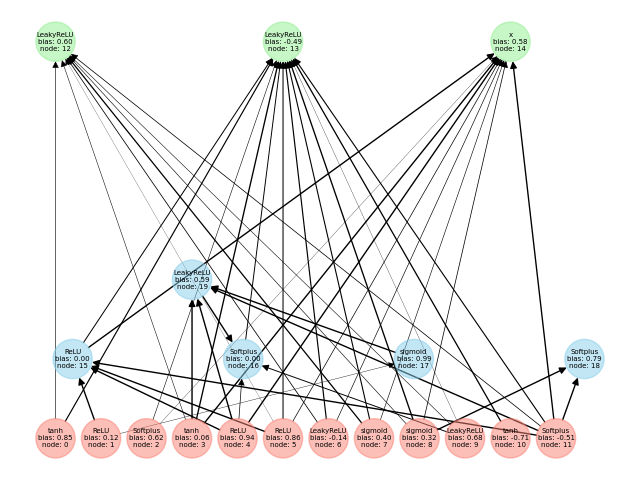 LeakyReLU
bias: 0.60
node: 12
LeakyReLU
bias: -0.49
node: 13
x
bias: 0.58
node: 14
LeakyReLU
bias: 0.59
node: 19
ReLU
bias: 0.00
node: 15
Softplus
bias: 0.00
node: 16
sigmoid
bias: 0.99
node: 17
Softplus
bias: 0.79
node: 18
tanh
bias: 0.85
node: 0
ReLU
bias: 0.12
node: 1
Softplus
bias: 0.62
node: 2
tanh
bias: 0.06
node: 3
ReLU
bias: 0.94
node: 4
ReLU
bias: 0.86
node: 5
LeakyReLU
bias: -0.14
node: 6
sigmoid
bias: 0.40
node: 7
sigmoid
bias: 0.32
node: 8
LeakyReLU
bias: 0.68
node: 9
tanh
bias: -0.71
node: 10
Softplus
bias: -0.51
node: 11